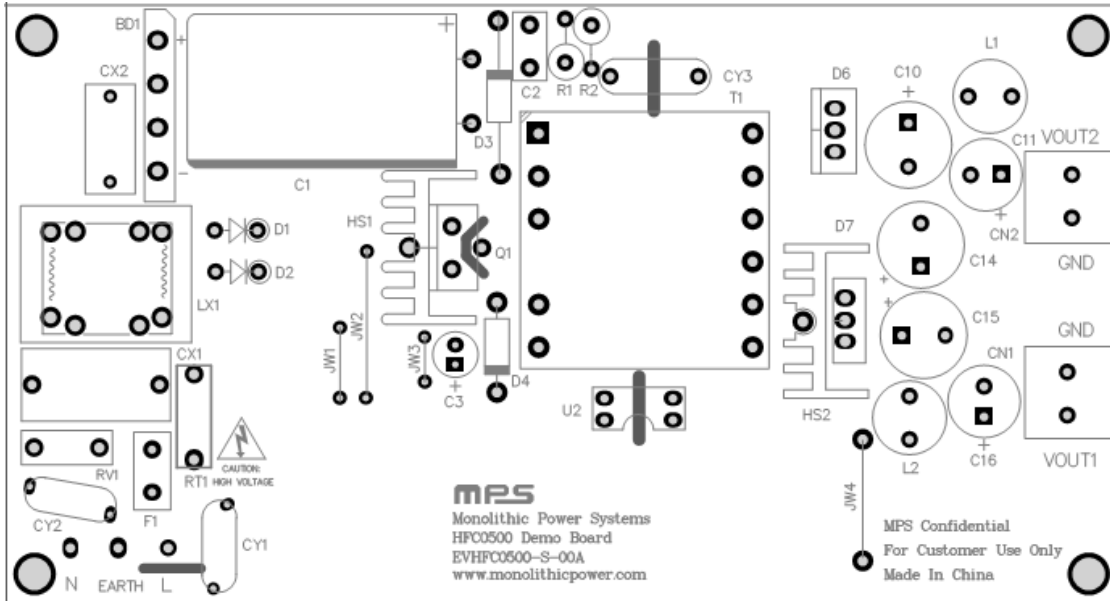 BD1
+
CX2
-
C1
+
D3
C2
R1
R2
CY3
T1
D6
C10
+
L1
C11
+
CN2
VOUT2
GND
LX1
D1
D2
HS1
Q1
D7
C14
+
+
C15
GND
CN1
CX1
JW1
JW2
JW3
+
C3
D4
U2
HS2
L2
+
C16
VOUT1
RV1
RT1
CAUTION:
HIGH VOLTAGE
CY2
F1
CY1
N
EARTH
L
JW4
MPS
Monolithic Power Systems
HFC0500 Demo Board
EVHFC0500-S-00A
www.monolithicpower.com
MPS Confidential
For Customer Use Only
Made In China